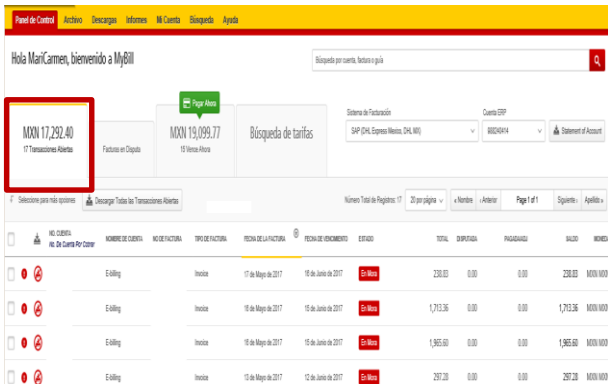 Panel de Control Archivo Descargas Informes Mi Cuenta Búsqueda Ayuda
Hola MariCarmen, bienvenido a MyBill
Búsqueda por cuenta, factura o guía
Pagar Ahora
MXN 17,292.40
17 Transacciones Abiertas
Facturas en Disputa
MXN 19,099.77
15 Vence Ahora
Búsqueda de tarifas
Sistema de Facturación
SAP (DHL Express Mexico, DHL MX)
Cuenta ERP
Statement of Account
Seleccione para más opciones Descargar Todas las Transacciones Abiertas Número Total de Registros: 17 20 por página « Nombre ‹ Anterior Page 1 of 1 Siguiente › Apellido »
NO. CUENTA
No. De Cuenta Por Cobrar
NOMBRE DE CUENTA NO DE FACTURA TIPO DE FACTURA FECHA DE LA FACTURA FECHA DE VENCIMIENTO ESTADO TOTAL DISPUTADA SALDO MONEDA
E-billing Invoice 17 de Mayo de 2017 16 de Junio de 2017 En Mora 230.83 0.00 0.00 230.83
E-billing Invoice 16 de Mayo de 2017 15 de Junio de 2017 En Mora 1,713.36 0.00 0.00 1,713.36
E-billing Invoice 16 de Mayo de 2017 15 de Junio de 2017 En Mora 1,965.60 0.00 0.00 1,965.60
E-billing Invoice 13 de Mayo de 2017 12 de Junio de 2017 En Mora 297.28 0.00 0.00 297.28